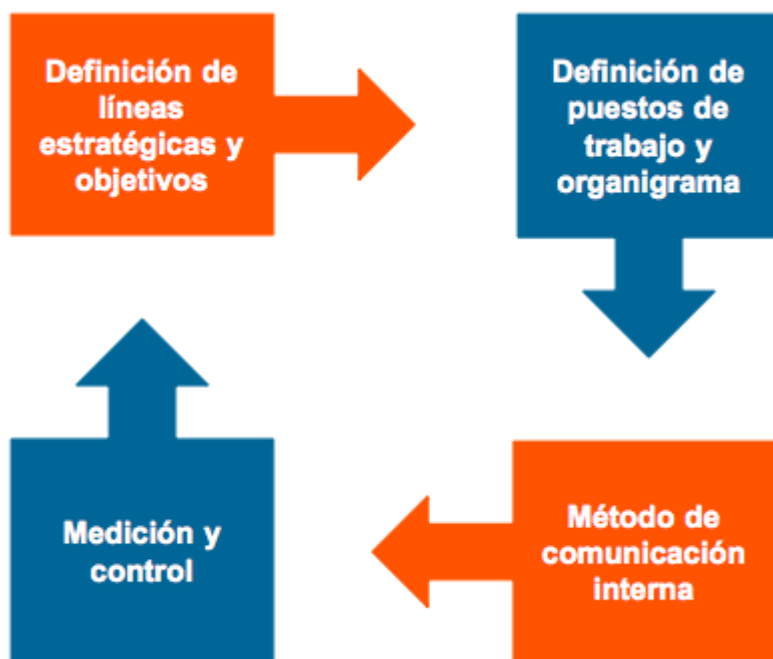 Definición de
líneas
estratégicas y
objetivos
Definición de
puestos de
trabajo y
organigrama
Medición y
control
Método de
comunicación
interna